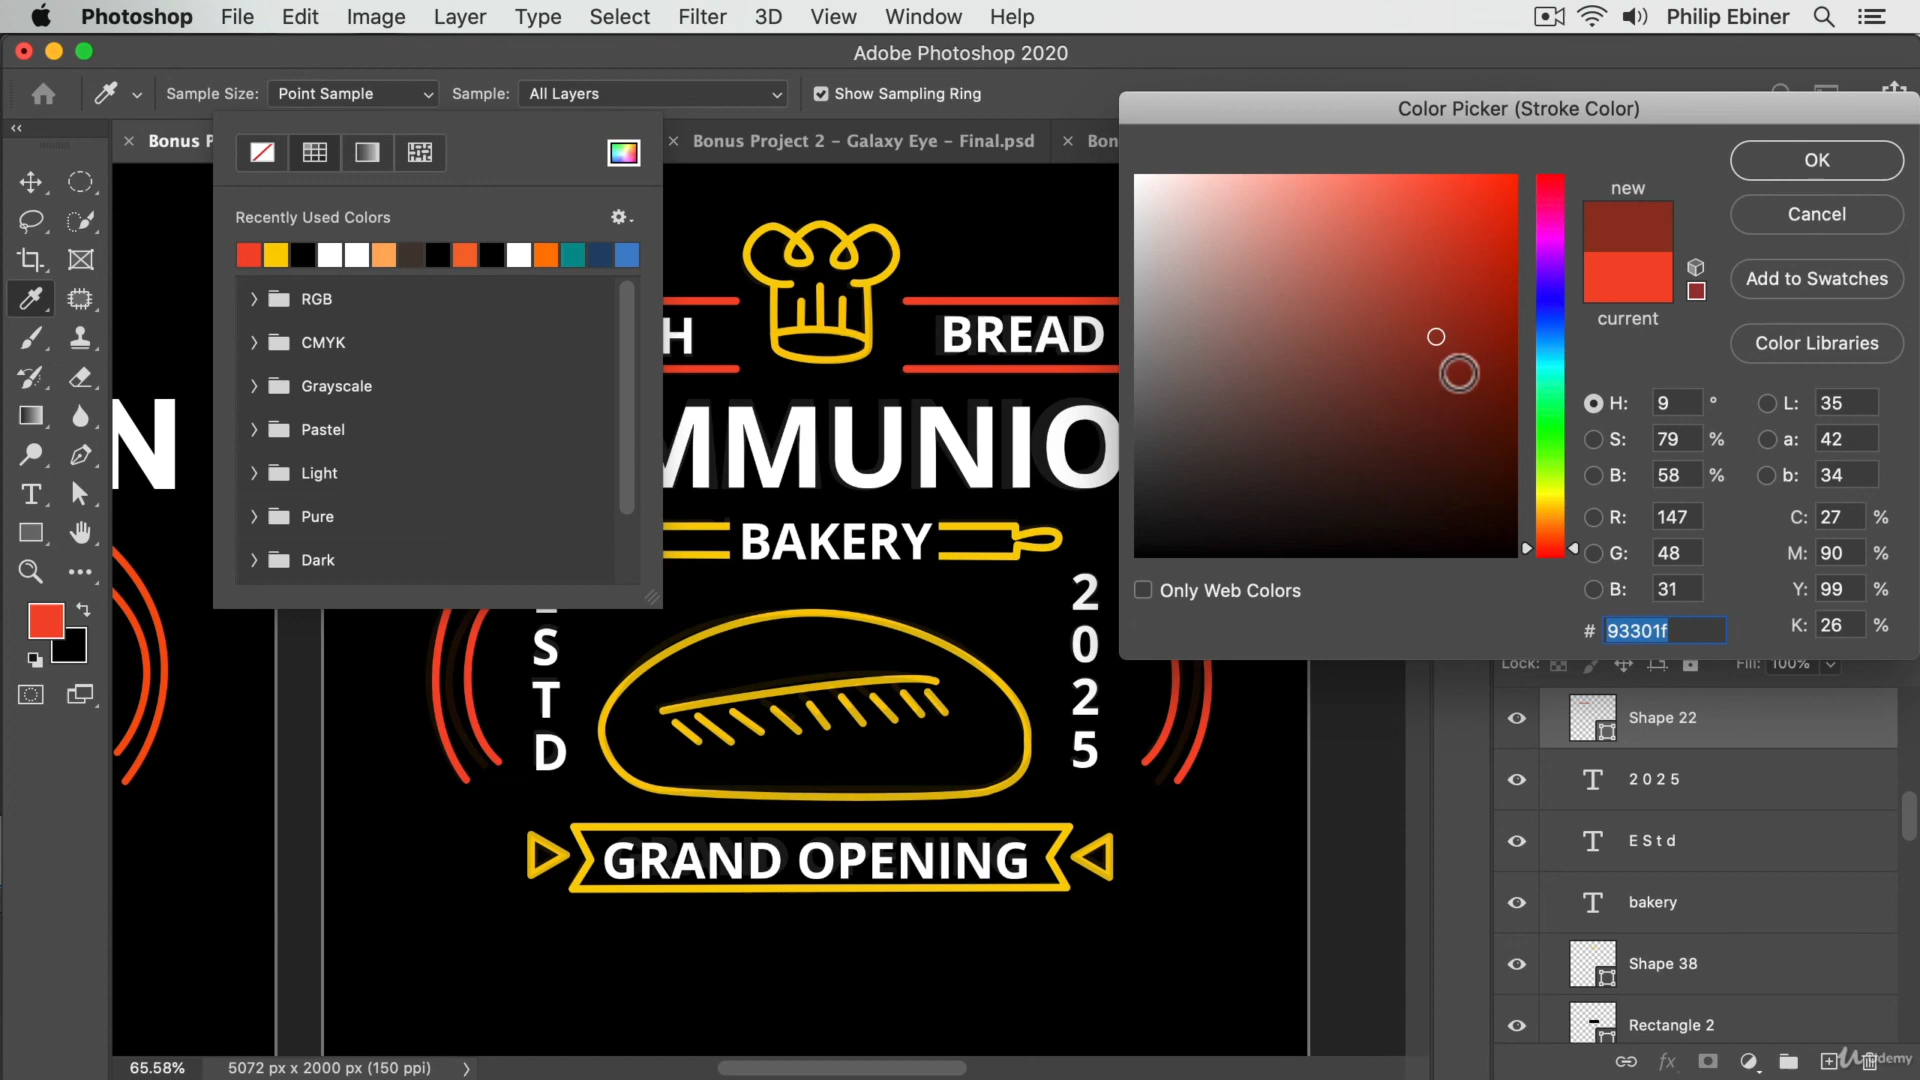 Photoshop File Edit Image Layer Type Select Filter 3D View Window Help Philip Ebiner
Adobe Photoshop 2020
Sample Size: Point Sample Sample: All Layers Show Sampling Ring
Color Picker (Stroke Color)
Bonus P
Bonus Project 2 – Galaxy Eye – Final.psd
Bon
OK
new
Cancel
Recently Used Colors
Add to Swatches
current
Color Libraries
RGB
CMYK
Grayscale
Pastel
Light
Pure
Dark
H
BREAD
N
MMUNIO
BAKERY
ESTD
2025
GRAND OPENING
H: 9 °
L: 35
S: 79 %
a: 42
B: 58 %
b: 34
R: 147
C: 27 %
G: 48
M: 90 %
B: 31
Y: 99 %
# 93301f
K: 26 %
Only Web Colors
Lock: Fill: 100%
Shape 22
2 0 2 5
E S t d
bakery
Shape 38
Rectangle 2
65.58% 5072 px x 2000 px (150 ppi)
fx